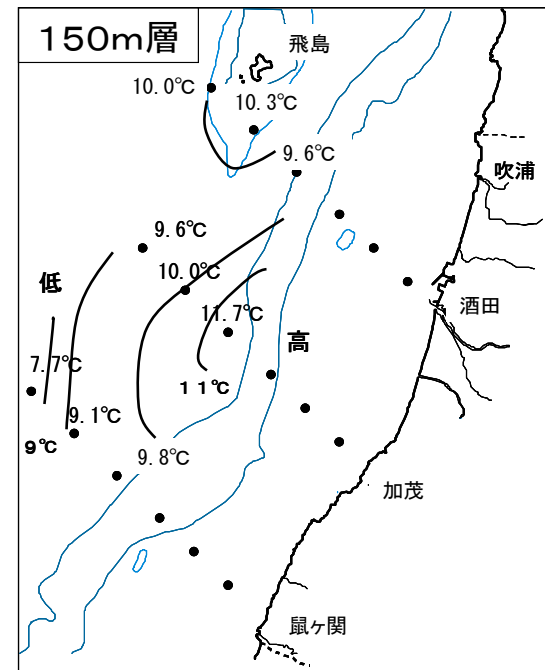 150m層
飛島
10.0℃
10.3℃
9.6℃
吹浦
9.6℃
10.0℃
低
酒田
11.7℃
高
7.7℃
11℃
9.1℃
9℃
9.8℃
加茂
鼠ヶ関